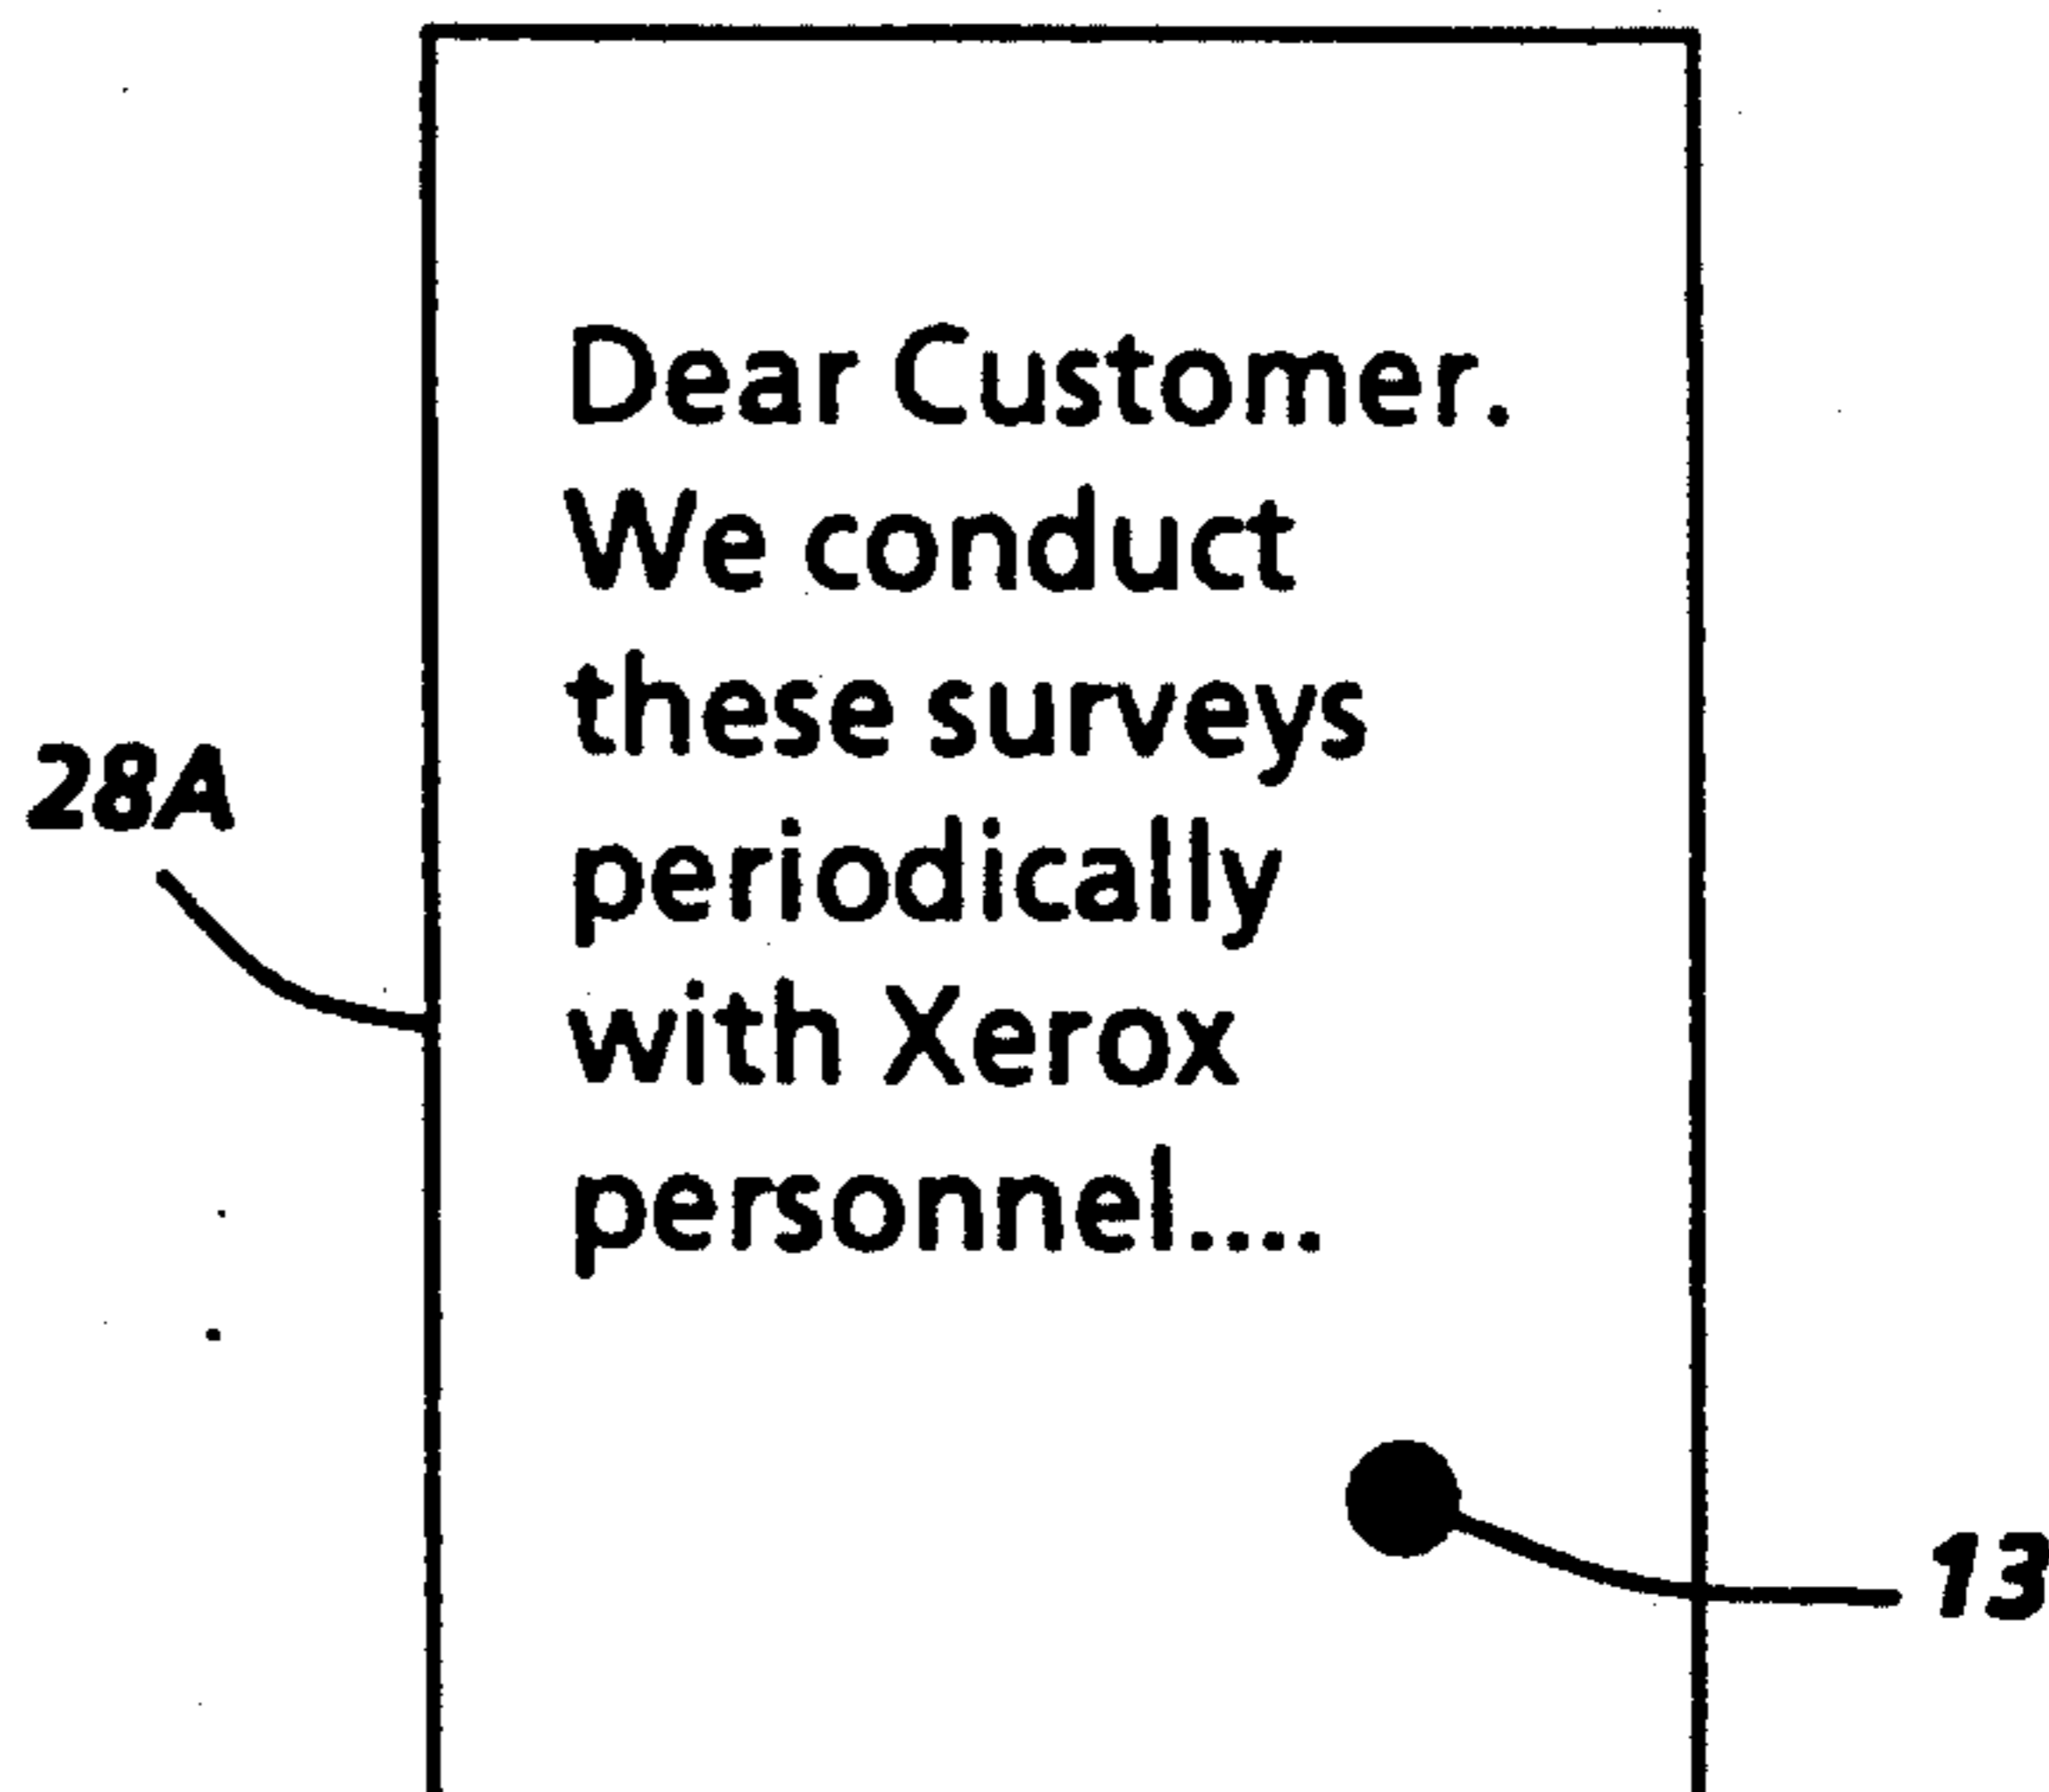 Dear Customer.
We conduct
these surveys
28A
periodically
with Xerox
personnel....
13